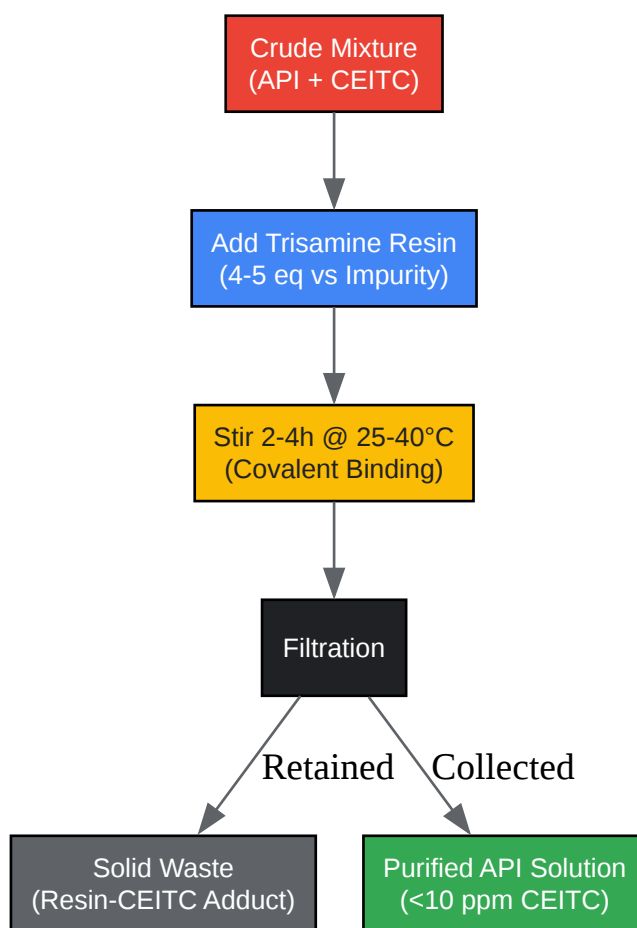 Crude Mixture
(API + CEITC)
Add Trisamine Resin
(4-5 eq vs Impurity)
Stir 2-4h @ 25-40°C
(Covalent Binding)
Filtration
Retained
Collected
Solid Waste
(Resin-CEITC Adduct)
Purified API Solution
(<10 ppm CEITC)